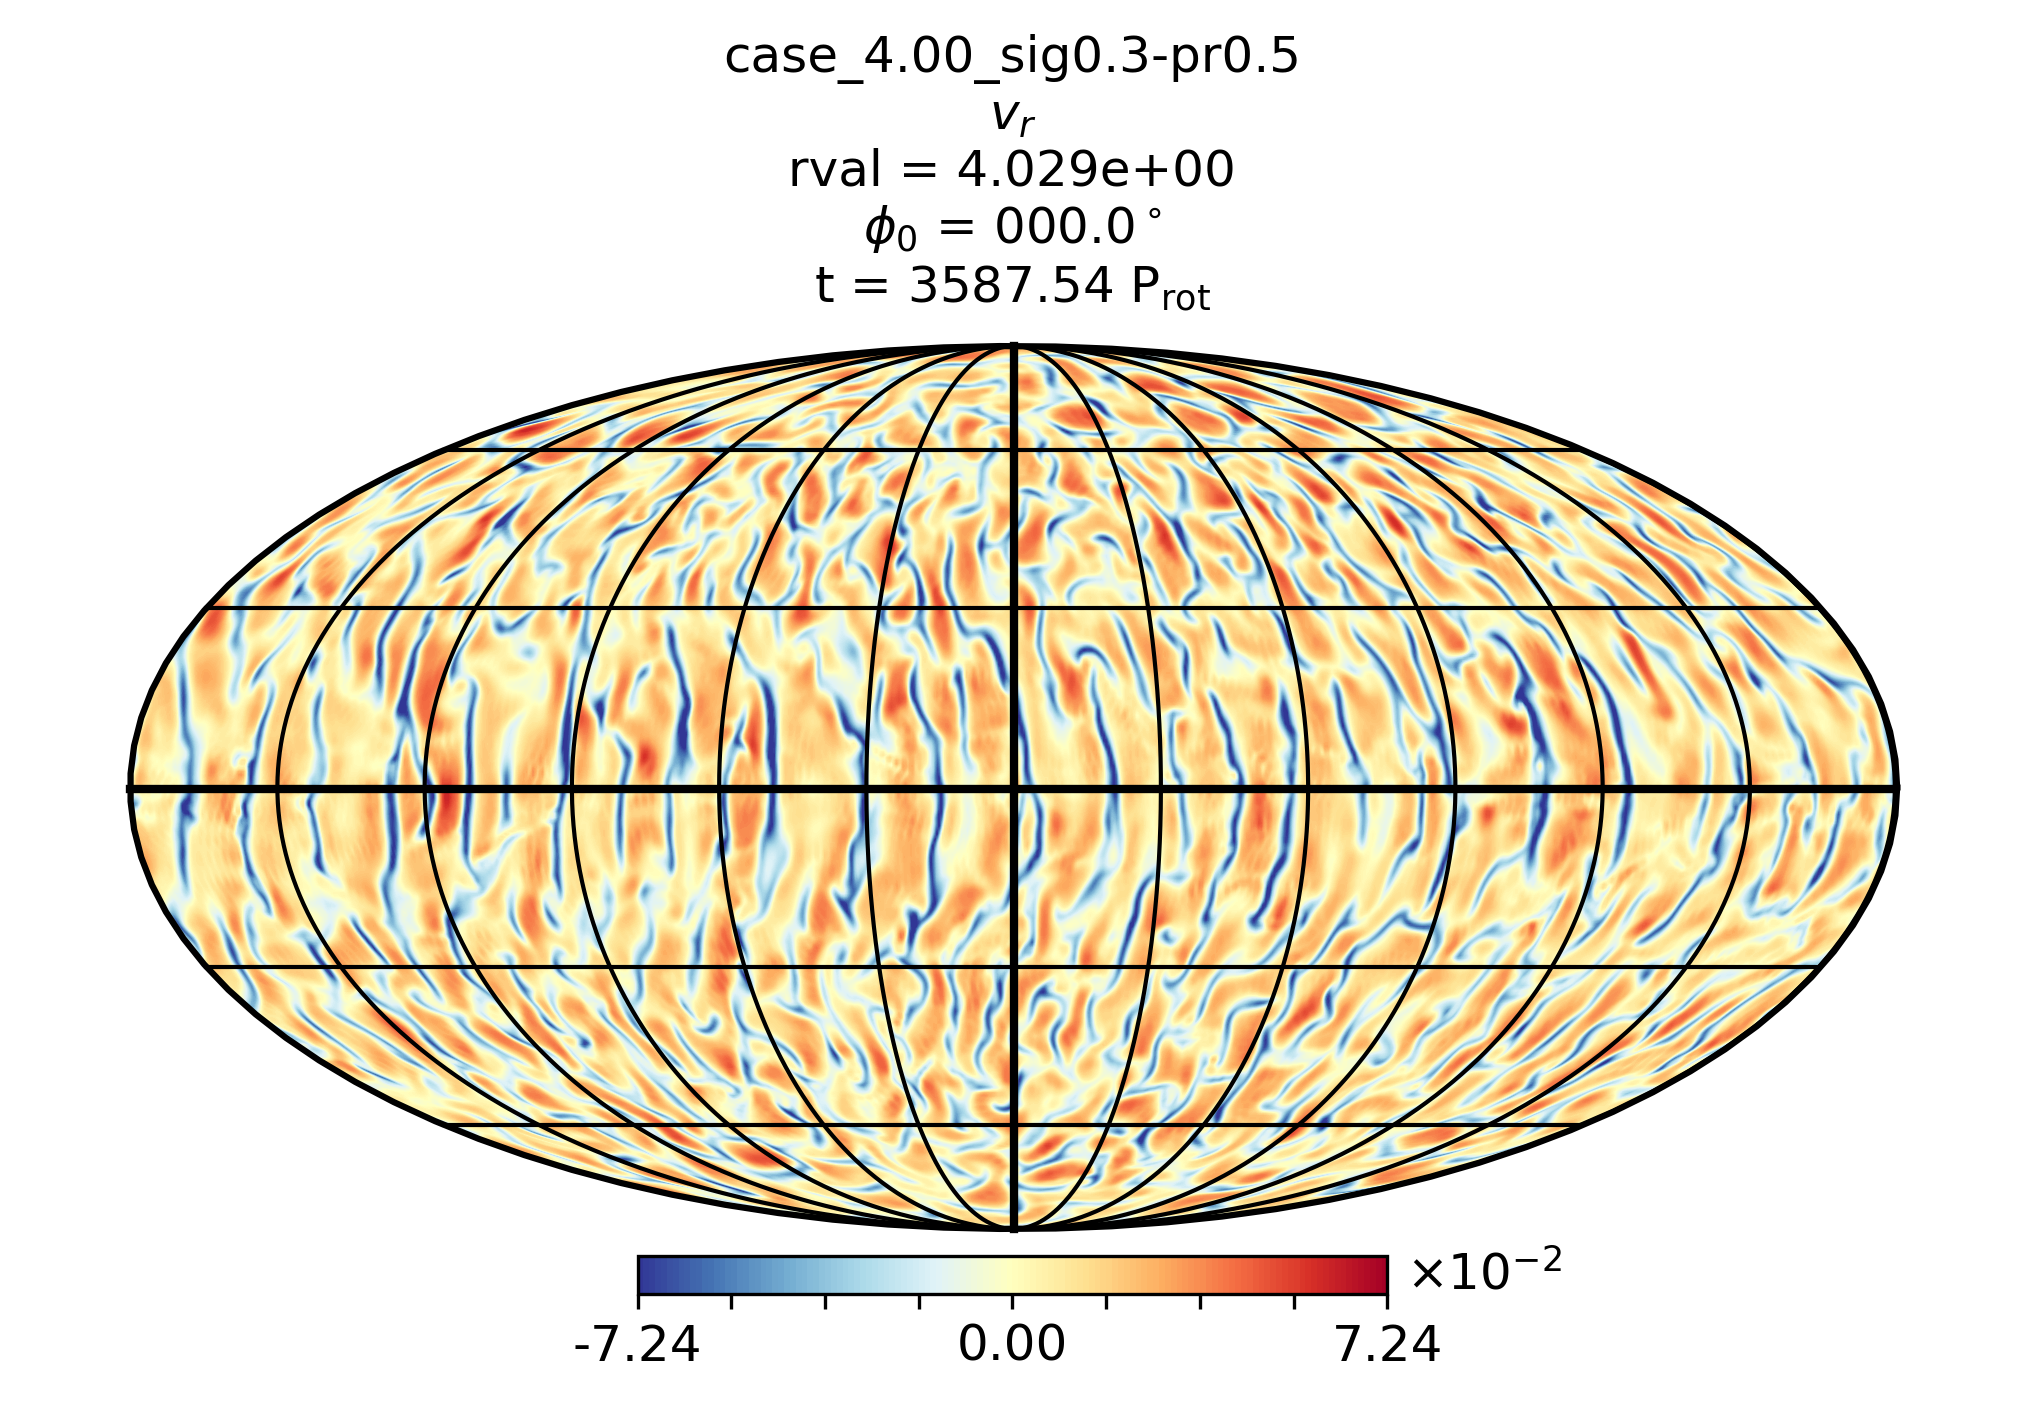 case_4.00_sig0.3-pr0.5
v_r
rval = 4.029e+00
ϕ₀ = 000.0°
t = 3587.54 P_rot
×10⁻²
-7.24 0.00 7.24